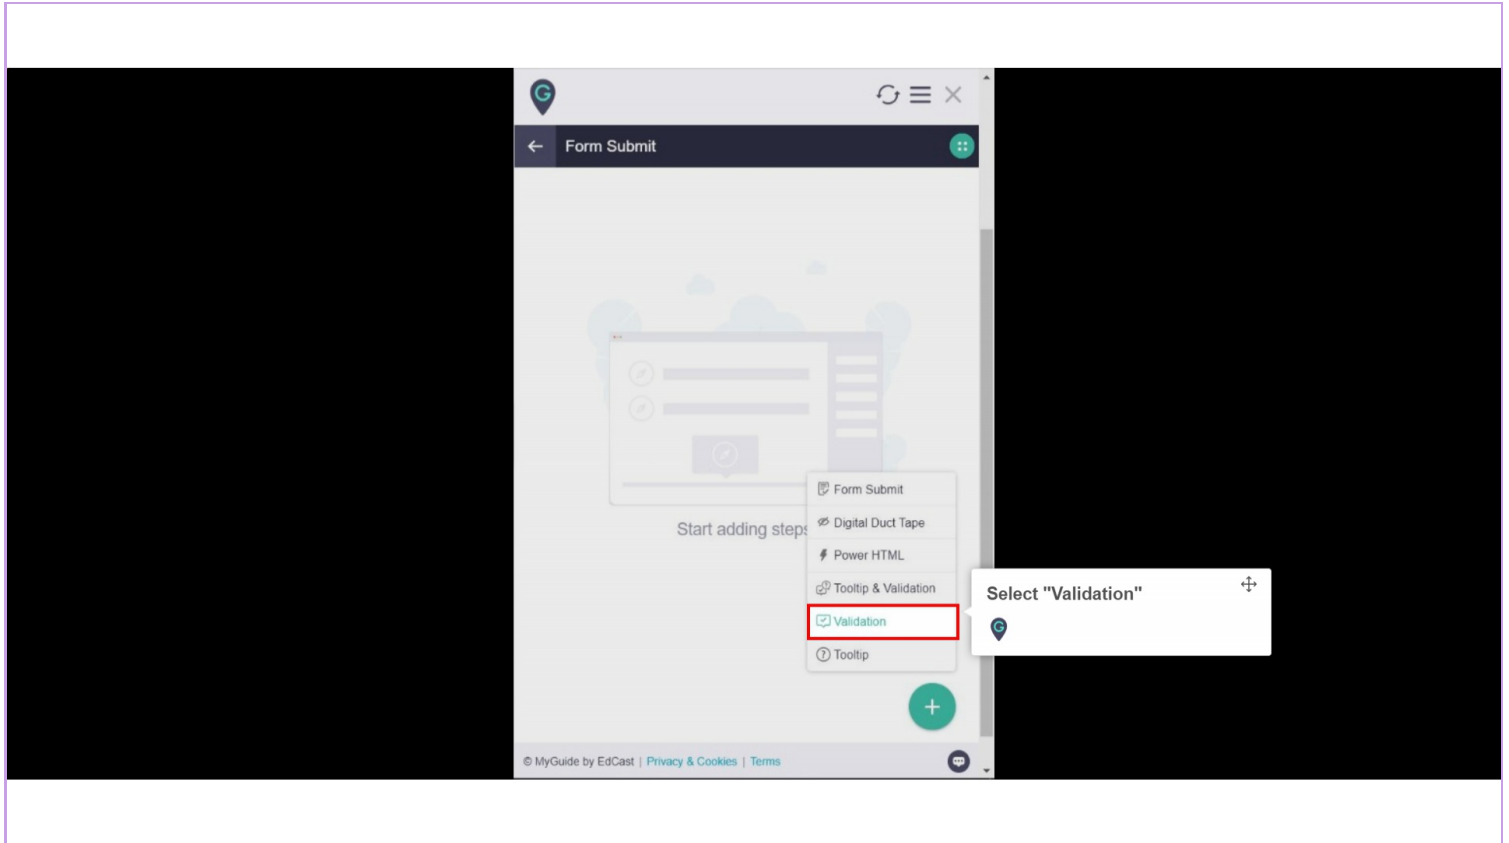 G
Form Submit
Start adding steps
Form Submit
Digital Duct Tape
Power HTML
Tooltip & Validation
Validation
Tooltip
Select "Validation"
G
© MyGuide by EdCast | Privacy & Cookies | Terms